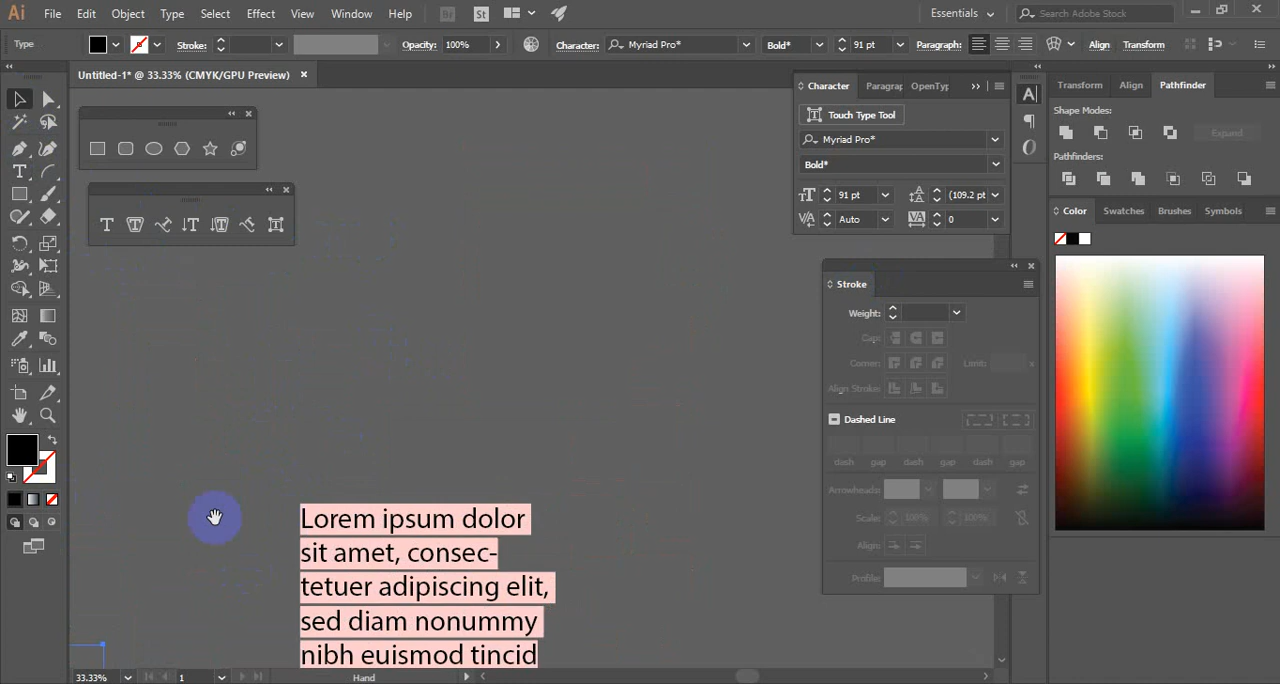 Ai File Edit Object Type Select Effect View Window Help Br St Essentials Search Adobe Stock
Type Stroke: Opacity: 100% Character: Myriad Pro* Bold* 91 pt Paragraph: Align Transform
Untitled-1* @ 33.33% (CMYK/GPU Preview)
Character Paragraph OpenTyp
Touch Type Tool
Myriad Pro*
Bold*
91 pt (109.2 pt
Auto 0
Transform Align Pathfinder
Shape Modes:
Expand
Pathfinders:
Color Swatches Brushes Symbols
Stroke
Weight:
Cap:
Corner: Limit: x
Align Stroke:
Dashed Line
dash gap dash gap dash gap
Arrowheads:
Scale: 100% 100%
Align:
Profile:
Lorem ipsum dolor
sit amet, consec-
tetuer adipiscing elit,
sed diam nonummy
nibh euismod tincid
33.33% 1 Hand